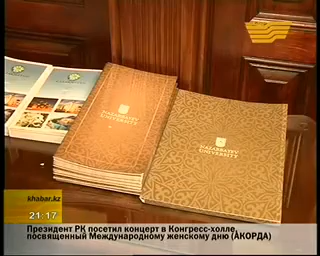 NAZARBAYEV
UNIVERSITY
NAZARBAYEV
UNIVERSITY
khabar.kz
21:17
Президент РК посетил концерт в Конгресс-холле,
посвященный Международному женскому дню (АКОРДА)